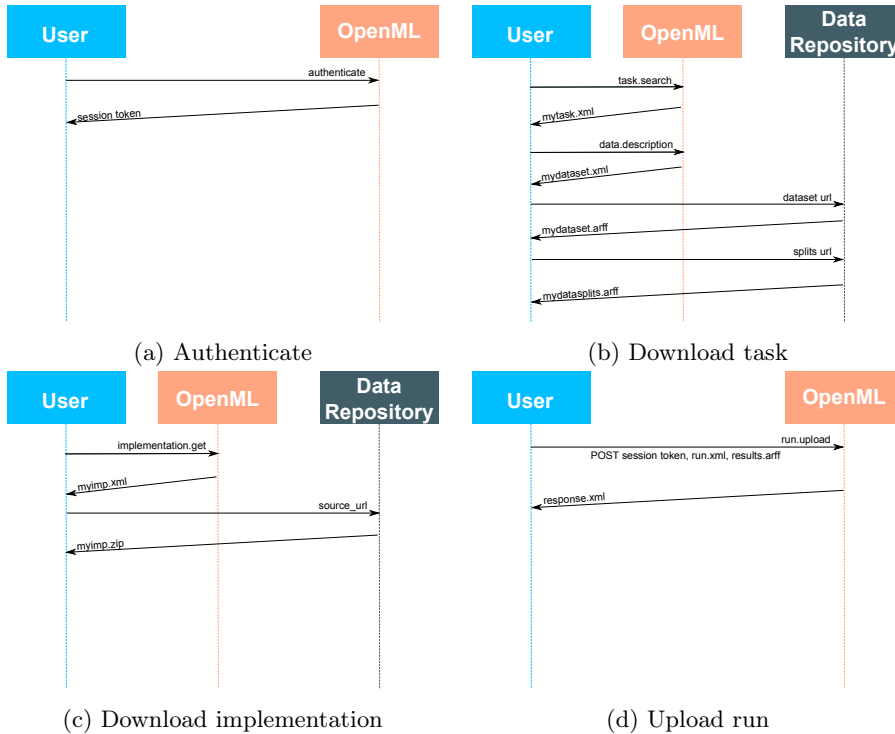 User
OpenML
authenticate
session token
(a) Authenticate
User
OpenML
Data
Repository
task.search
mytask.xml
data.description
mydataset.xml
dataset url
mydataset.arff
splits url
mydatasplits.arff
(b) Download task
User
OpenML
Data
Repository
implementation.get
myimp.xml
source_url
myimp.zip
(c) Download implementation
User
OpenML
run.upload
POST session token, run.xml, results.arff
response.xml
(d) Upload run